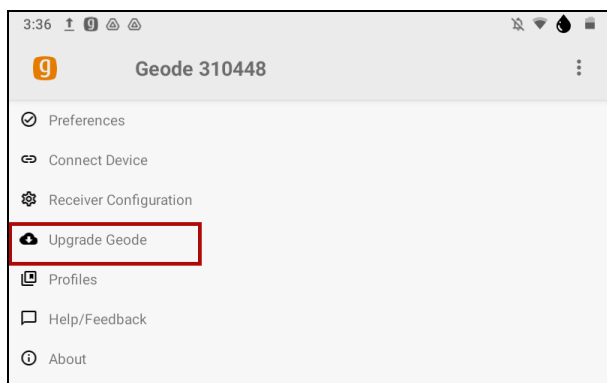 3:36
g Geode 310448
Preferences
Connect Device
Receiver Configuration
Upgrade Geode
Profiles
Help/Feedback
About